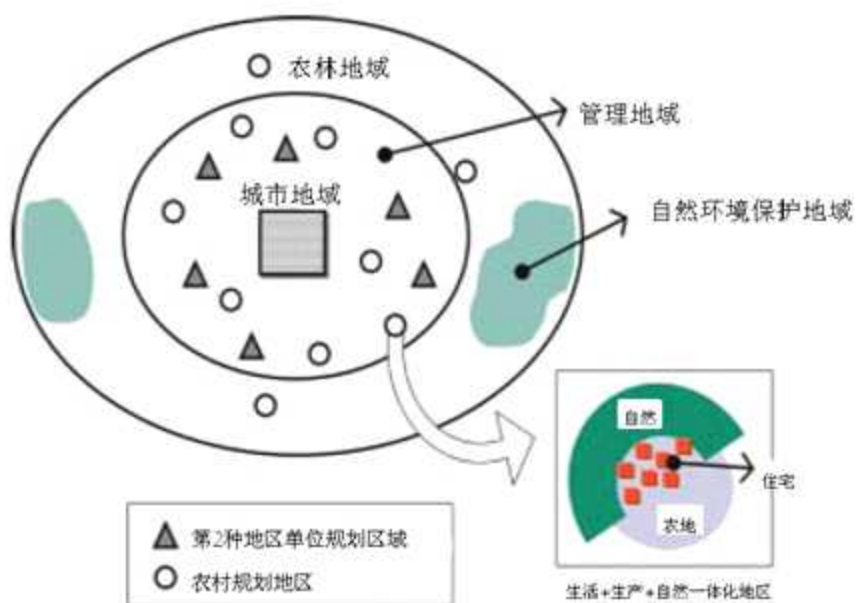 农林地域
管理地域
城市地域
自然环境保护地域
自然
住宅
农地
第2种地区单位规划区域
农村规划地区
生活+生产+自然一体化地区